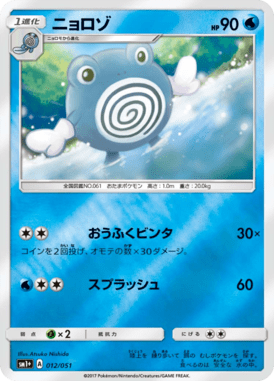 1進化 ニョロゾ HP90
ニョロモから進化
全国図鑑NO.061 おたまポケモン 高さ:1.0m 重さ:20.0kg
おうふくビンタ 30×
コインを2回投げ、オモテの数×30ダメージ。
スプラッシュ 60
弱点 ×2 抵抗力 にげる
Illus.Atsuko Nishida
sm1+ A 012/051
©2017 Pokémon/Nintendo/Creatures/GAME FREAK.